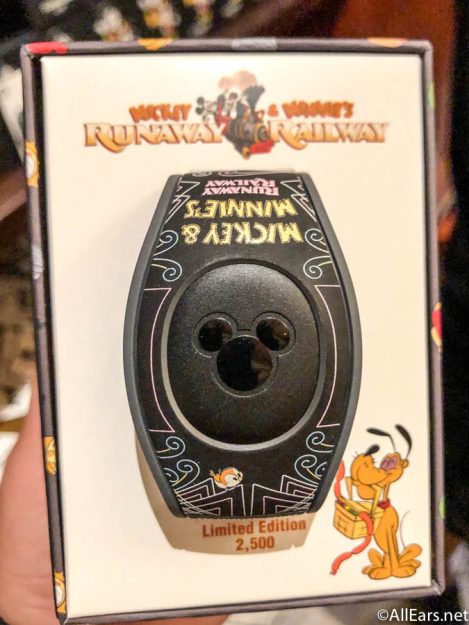 MICKEY & MINNIE'S
RUNAWAY RAILWAY
MICKEY &
MINNIE'S
RUNAWAY
RAILWAY
Limited Edition
2,500
©AllEars.net